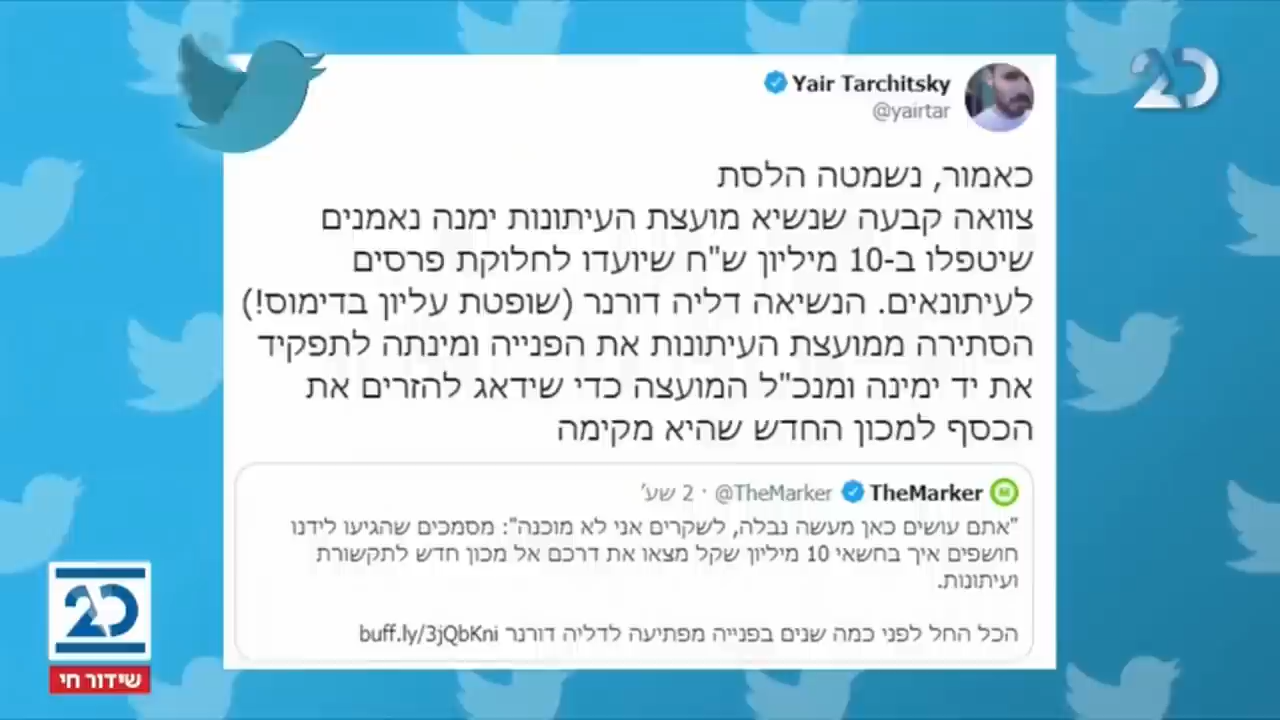 Yair Tarchitsky
@yairtar
20
כאמור, נשמטה הלסת
צוואה קבעה שנשיא מועצת העיתונות ימנה נאמנים
שיטפלו ב-10 מיליון ש"ח שיועדו לחלוקת פרסים
לעיתונאים. הנשיאה דליה דורנר (שופטת עליון בדימוס!)
הסתירה ממועצת העיתונות את הפנייה ומינתה לתפקיד
את יד ימינה ומנכ"ל המועצה כדי שידאג להזרים את
הכסף למכון החדש שהיא מקימה
TheMarker @TheMarker · 2 שע'
"אתם עושים כאן מעשה נבלה, לשקרים אני לא מוכנה": מסמכים שהגיעו לידנו
חושפים איך בחשאי 10 מיליון שקל מצאו את דרכם אל מכון חדש לתקשורת
ועיתונות.
הכל החל לפני כמה שנים בפנייה מפתיעה לדליה דורנר buff.ly/3jQbKni
20
שידור חי